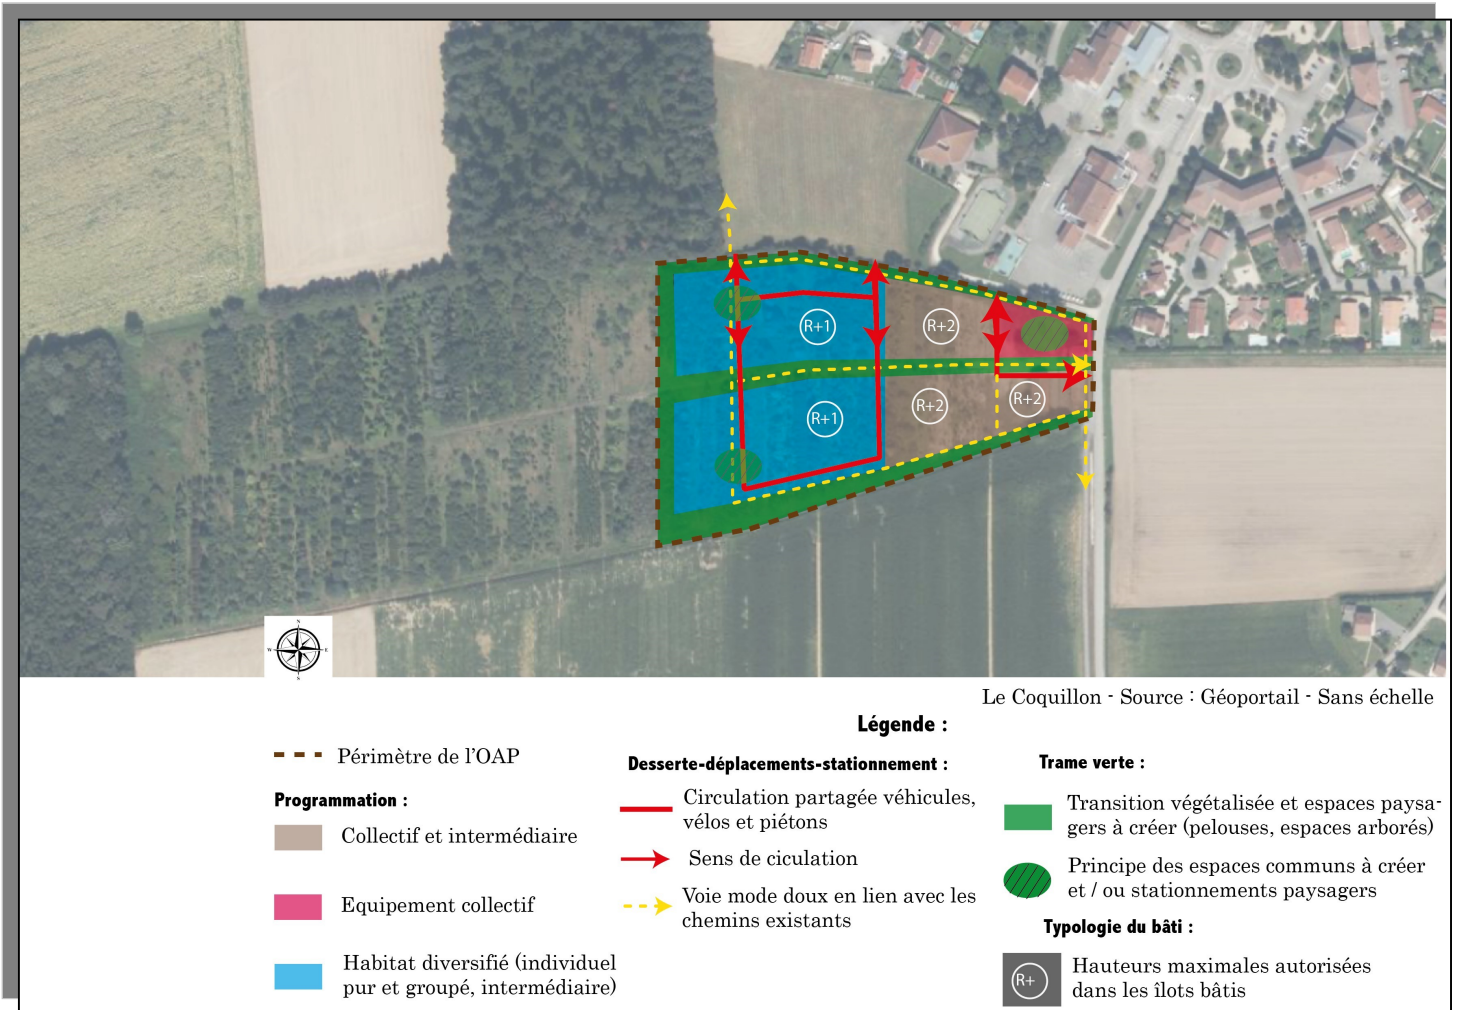 R+1
R+2
R+1
R+2
R+2
N
W
E
S
Le Coquillon - Source : Géoportail - Sans échelle
Légende :
Périmètre de l'OAP
Programmation :
Collectif et intermédiaire
Equipement collectif
Habitat diversifié (individuel
pur et groupé, intermédiaire)
Desserte-déplacements-stationnement :
Circulation partagée véhicules,
vélos et piétons
Sens de ciculation
Voie mode doux en lien avec les
chemins existants
Trame verte :
Transition végétalisée et espaces paysa-
gers à créer (pelouses, espaces arborés)
Principe des espaces communs à créer
et / ou stationnements paysagers
Typologie du bâti :
R+
Hauteurs maximales autorisées
dans les îlots bâtis